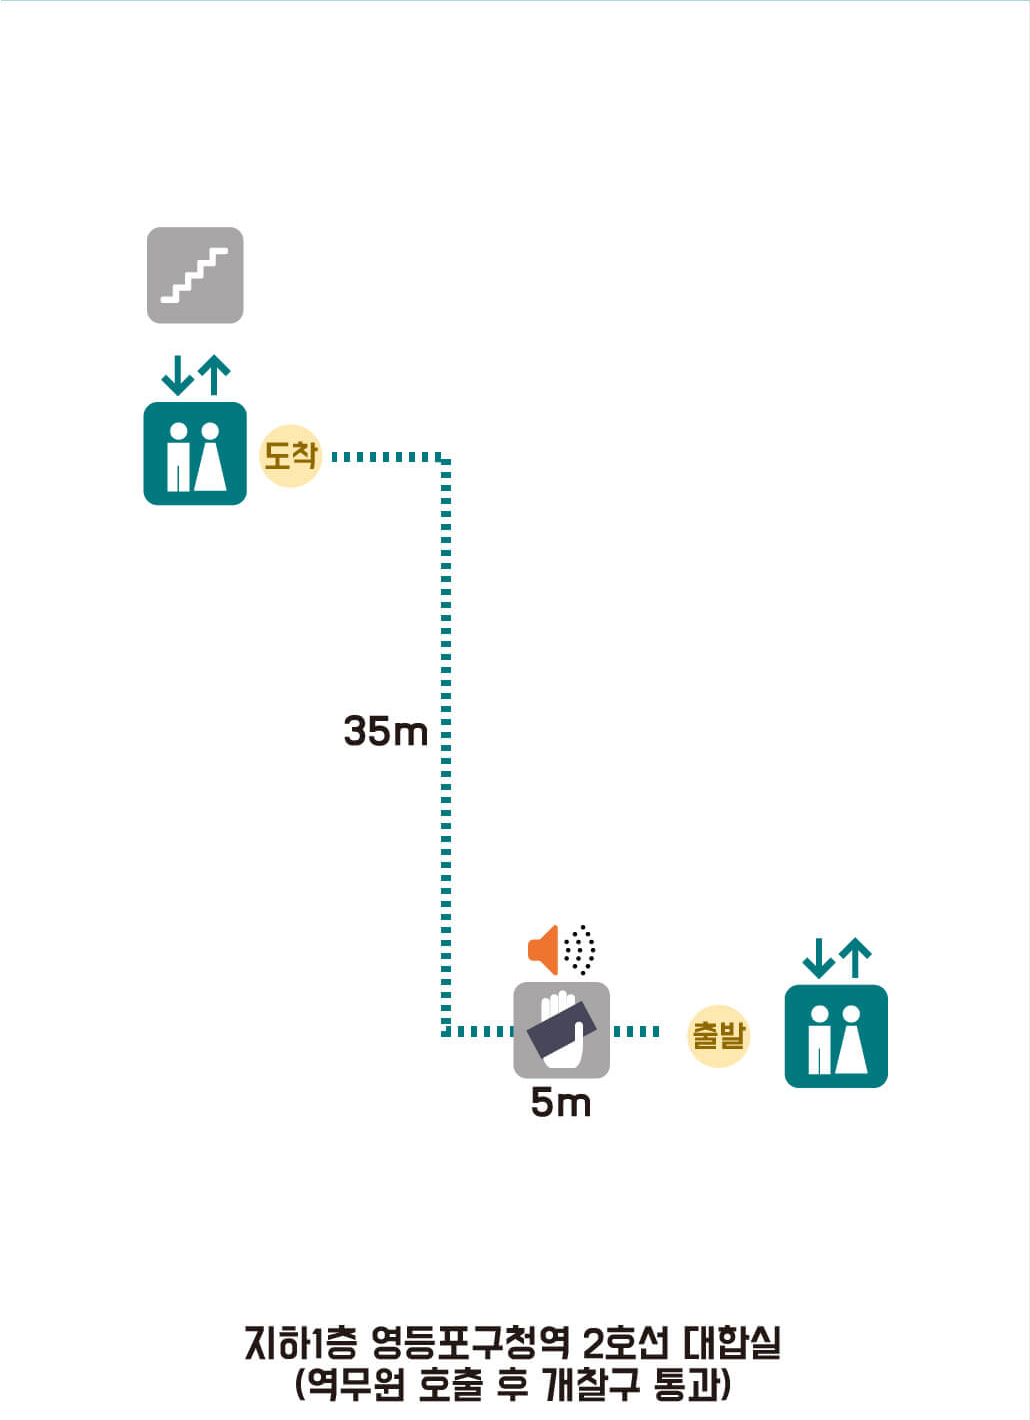 도착
35m
출발
5m
지하1층 영등포구청역 2호선 대합실
(역무원 호출 후 개찰구 통과)